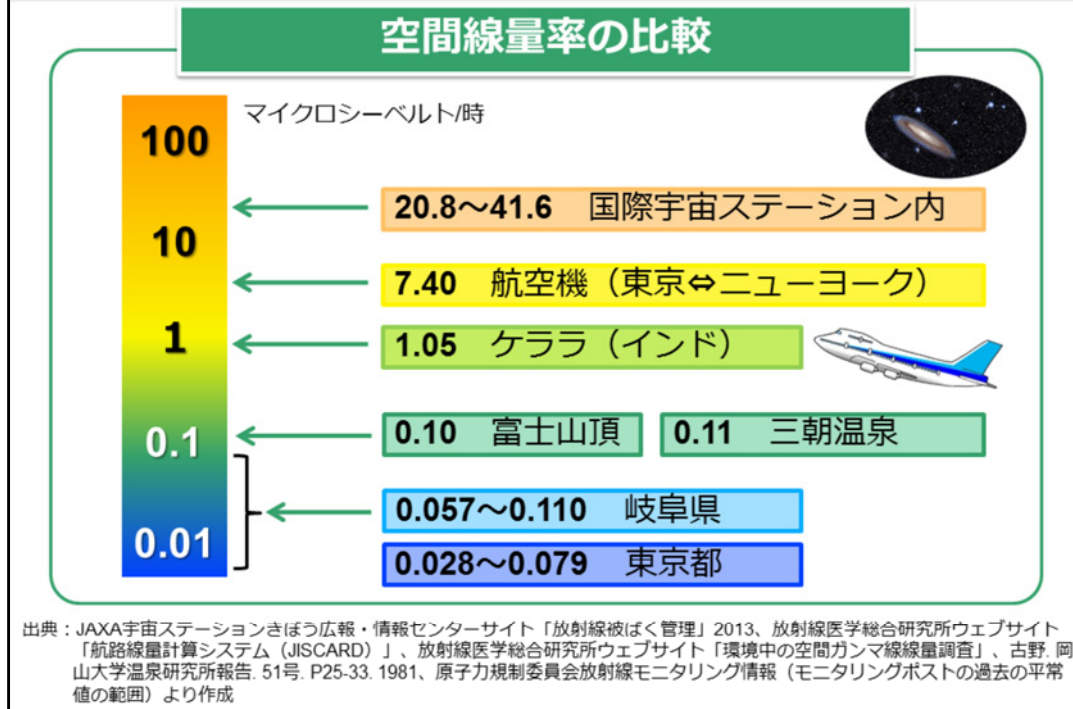 空間線量率の比較
マイクロシーベルト/時
100
20.8～41.6 国際宇宙ステーション内
10
7.40 航空機（東京⇔ニューヨーク）
1
1.05 ケララ（インド）
0.1
0.10 富士山頂
0.11 三朝温泉
0.057～0.110 岐阜県
0.01
0.028～0.079 東京都
出典：JAXA宇宙ステーションきぼう広報・情報センターサイト「放射線被ばく管理」2013、放射線医学総合研究所ウェブサイト
「航路線量計算システム（JISCARD）」、放射線医学総合研究所ウェブサイト「環境中の空間ガンマ線線量調査」、古野. 岡
山大学温泉研究所報告. 51号. P25-33. 1981、原子力規制委員会放射線モニタリング情報（モニタリングポストの過去の平常
値の範囲）より作成